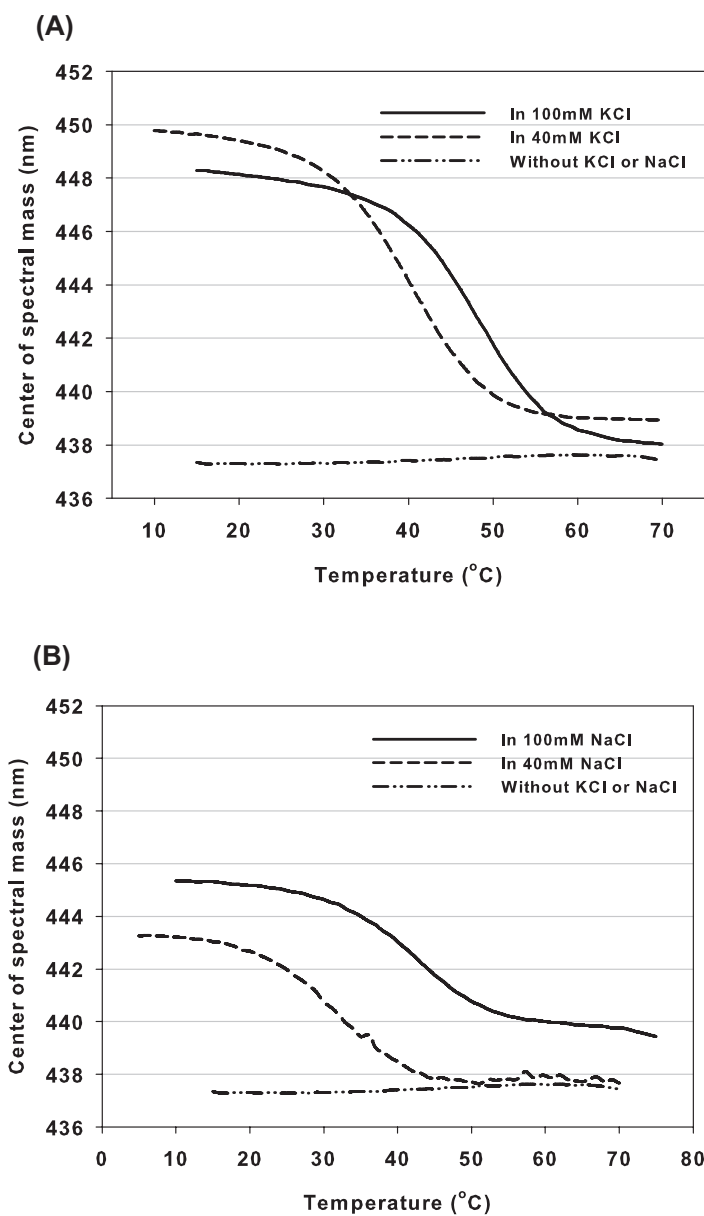 (A)
452
450
448
446
444
442
440
438
436
Center of spectral mass (nm)
In 100mM KCl
In 40mM KCl
Without KCl or NaCl
10 20 30 40 50 60 70
Temperature (°C)
(B)
452
450
448
446
444
442
440
438
436
Center of spectral mass (nm)
In 100mM NaCl
In 40mM NaCl
Without KCl or NaCl
0 10 20 30 40 50 60 70 80
Temperature (°C)